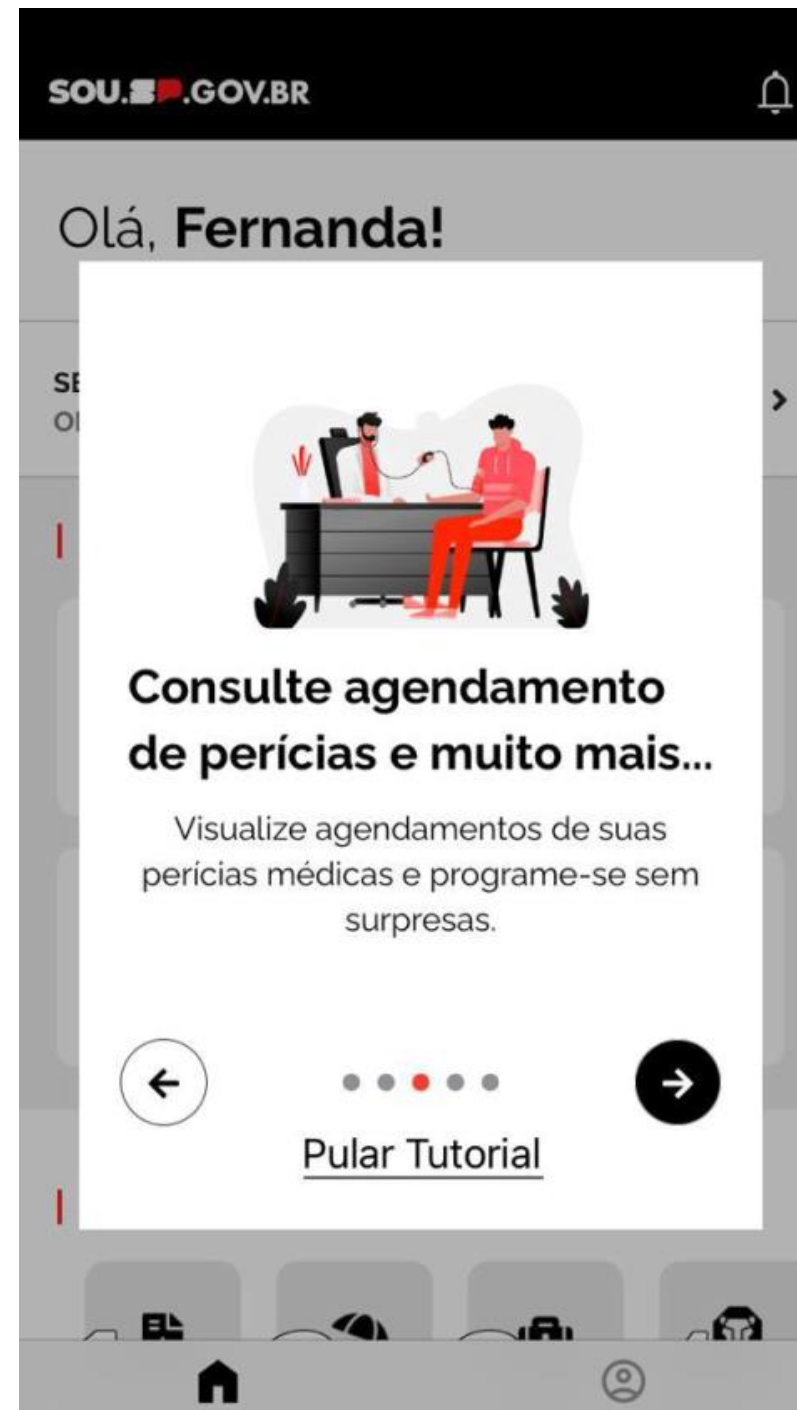 SOU.SP.GOV.BR
Olá, Fernanda!
Consulte agendamento
de perícias e muito mais...
Visualize agendamentos de suas
perícias médicas e programe-se sem
surpresas.
Pular Tutorial